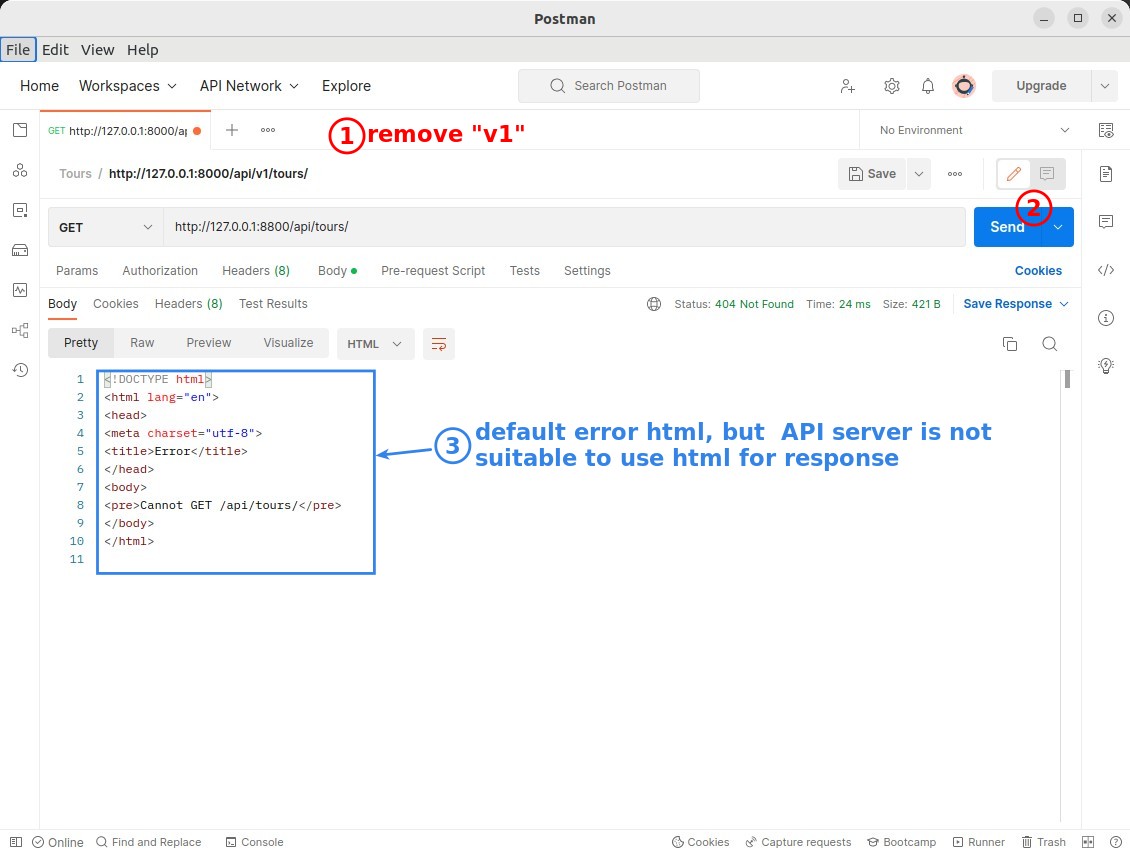 Postman
File Edit View Help
Home Workspaces API Network Explore Search Postman Upgrade
GET http://127.0.0.1:8000/ap No Environment
1 remove "v1"
Tours / http://127.0.0.1:8000/api/v1/tours/ Save
2
GET http://127.0.0.1:8800/api/tours/ Send
Params Authorization Headers (8) Body Pre-request Script Tests Settings Cookies
Body Cookies Headers (8) Test Results Status: 404 Not Found Time: 24 ms Size: 421 B Save Response
Pretty Raw Preview Visualize HTML
1 <!DOCTYPE html>
2 <html lang="en">
3 <head>
4 <meta charset="utf-8">
5 <title>Error</title>
6 </head>
7 <body>
8 <pre>Cannot GET /api/tours/</pre>
9 </body>
10 </html>
11
3 default error html, but API server is not
suitable to use html for response
Online Find and Replace Console Cookies Capture requests Bootcamp Runner Trash